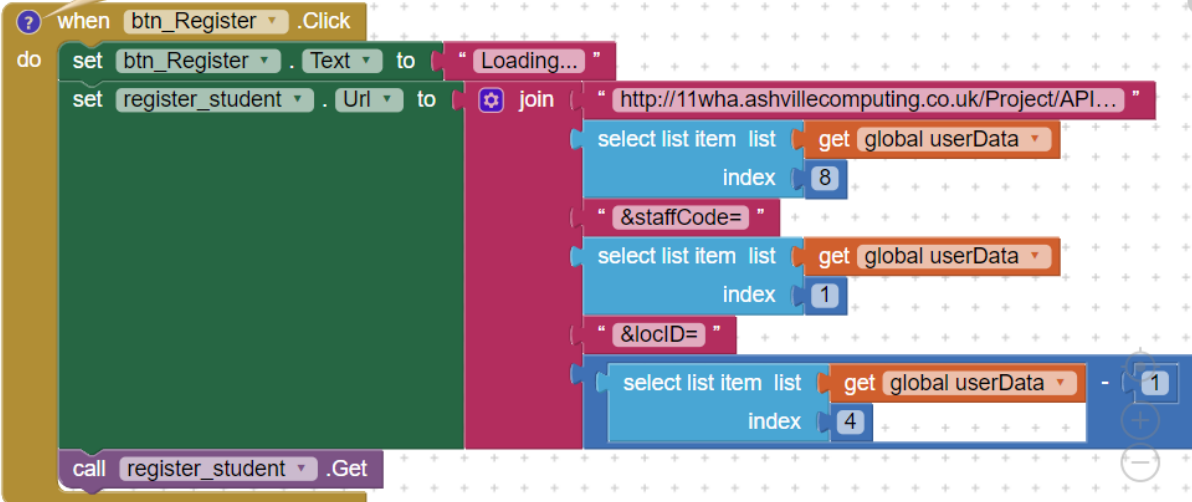 ? when btn_Register .Click
do set btn_Register . Text to " Loading... "
set register_student . Url to join " http://11wha.ashvillecomputing.co.uk/Project/API... "
select list item list get global userData
index 8
" &staffCode= "
select list item list get global userData
index 1
" &locID= "
select list item list get global userData - 1
index 4
call register_student .Get